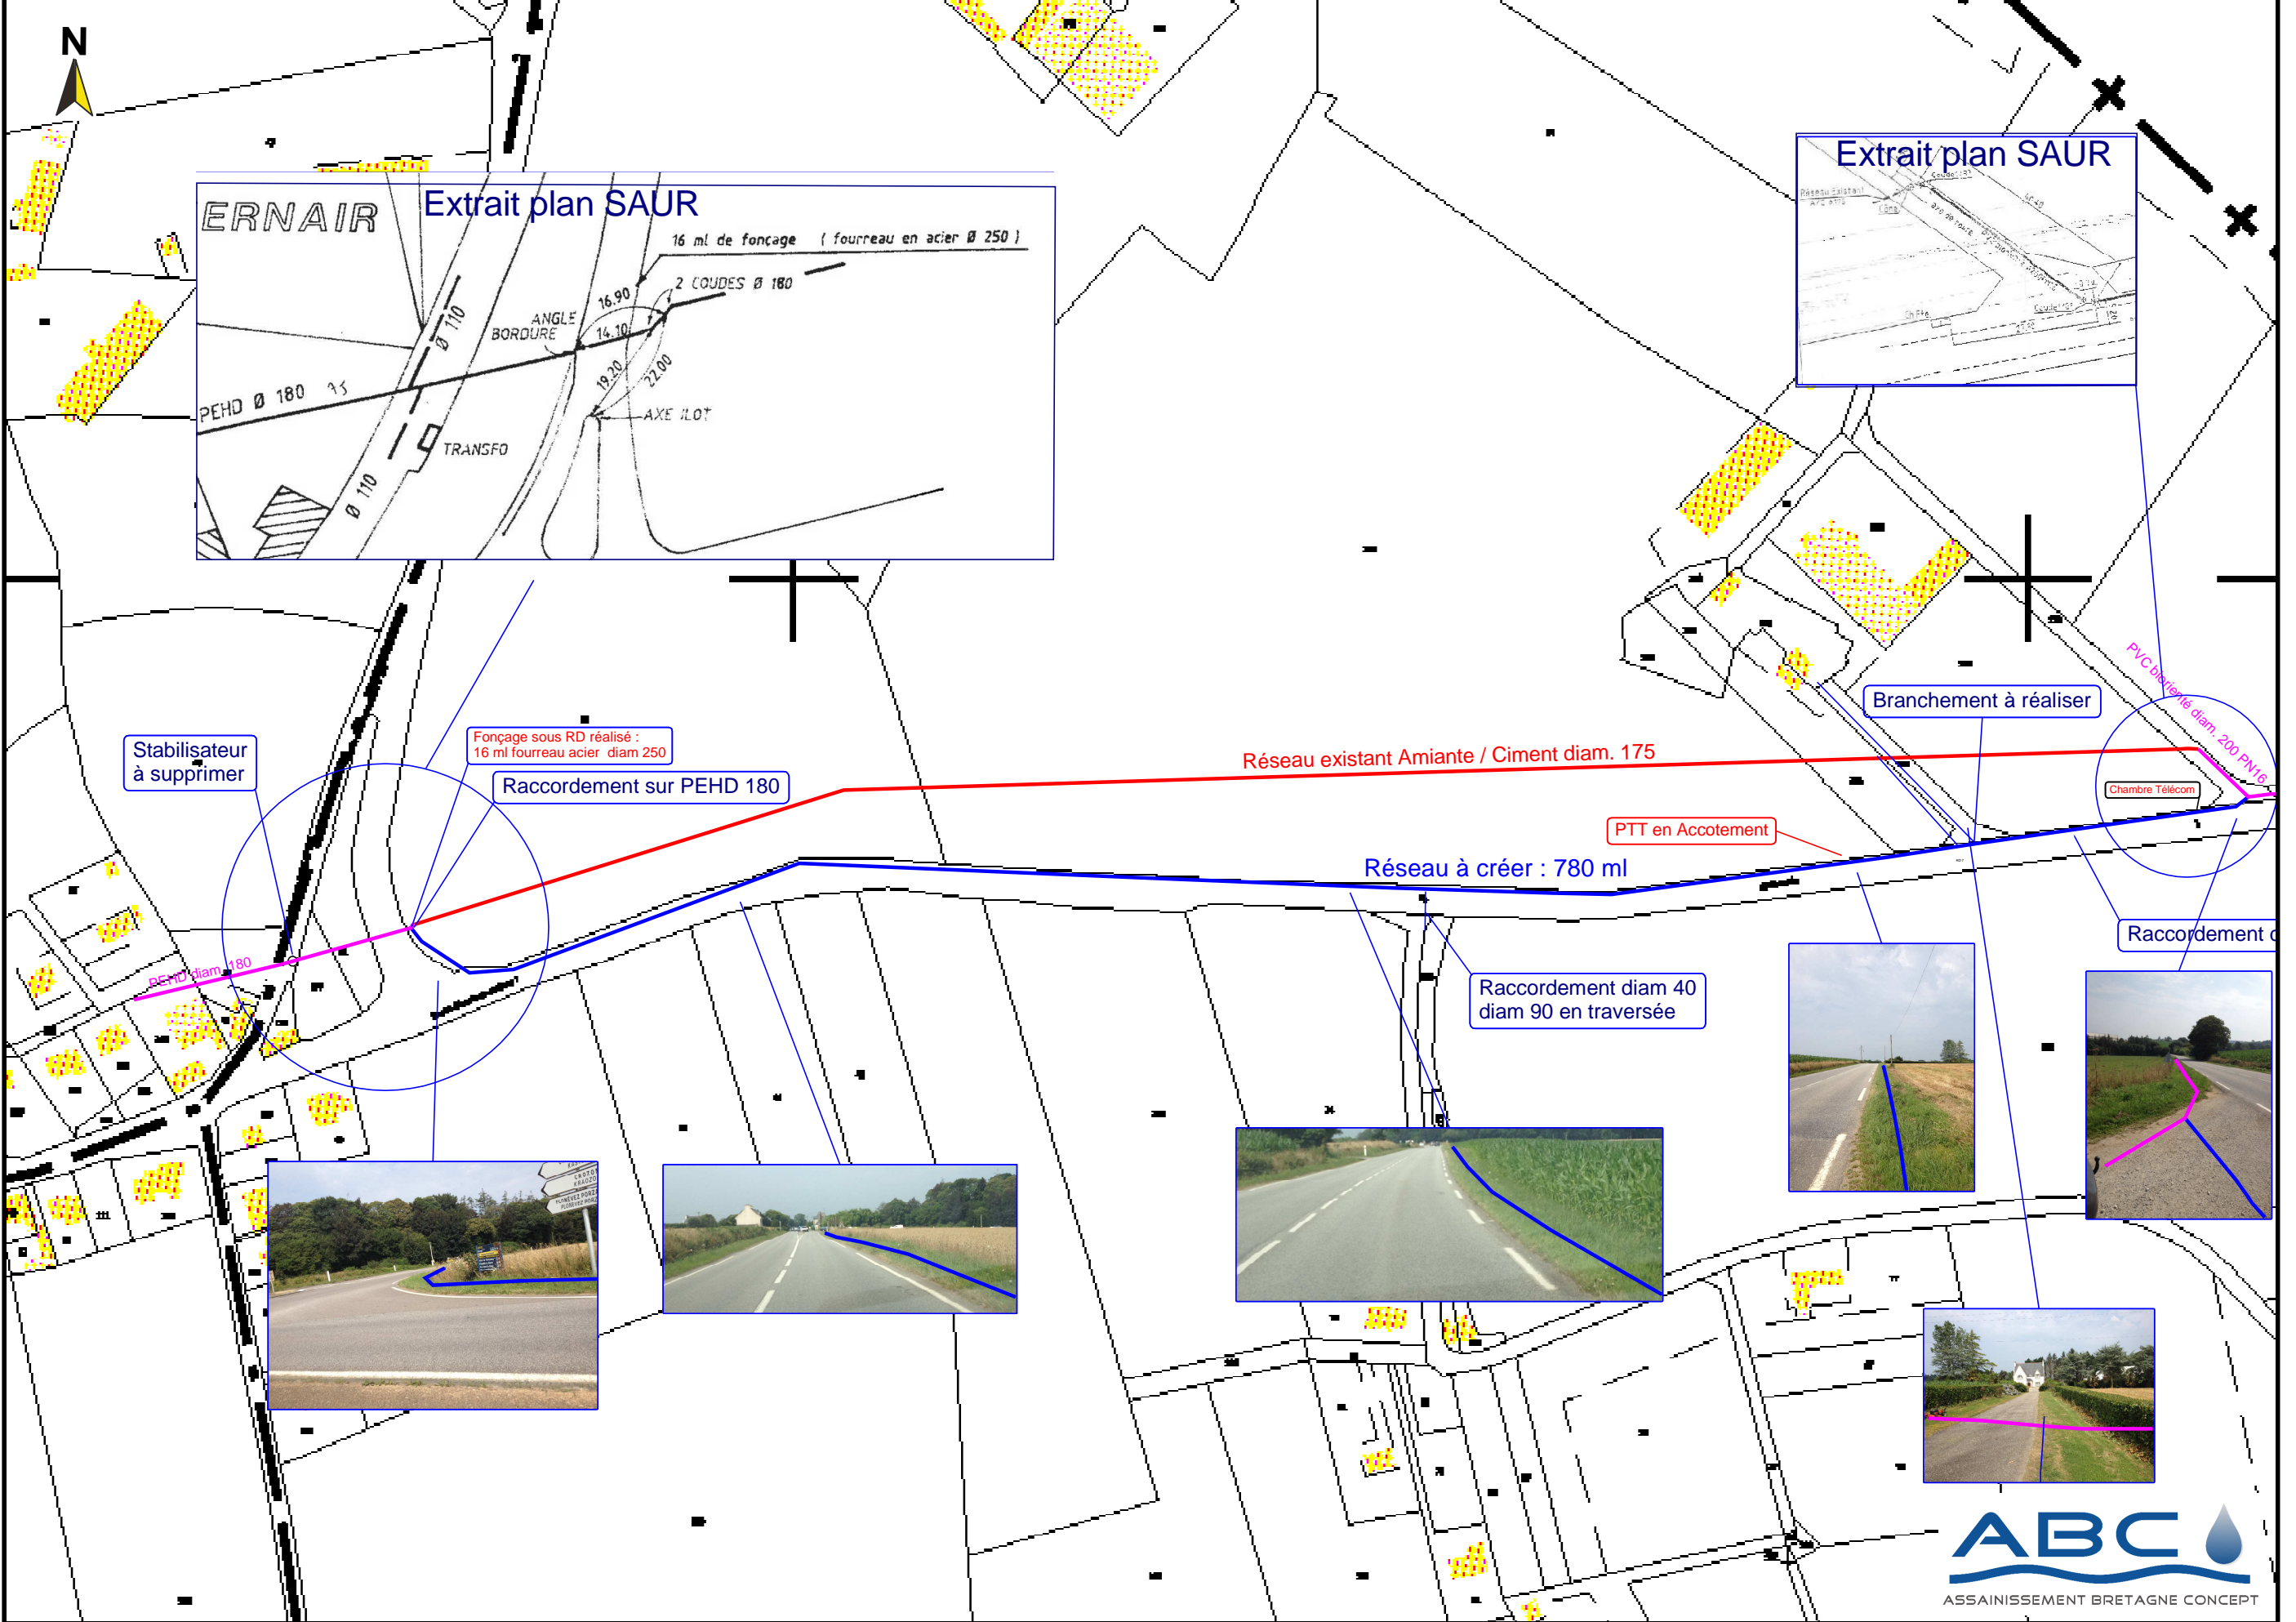 N
Extrait plan SAUR
ERNAIR
16 ml de fonçage ( fourreau en acier Ø 250 )
2 COUDES Ø 180
16.90
ANGLE
BORDURE
14.10
Ø 110
19.20
22.00
PEHD Ø 180
AXE ILOT
TRANSFO
Ø 110
Extrait plan SAUR
Réseau Existant
Stabilisateur
à supprimer
Fonçage sous RD réalisé :
16 ml fourreau acier diam 250
Raccordement sur PEHD 180
Réseau existant Amiante / Ciment diam. 175
Branchement à réaliser
PVC biorienté diam. 200 PN16
Chambre Télécom
PTT en Accotement
Réseau à créer : 780 ml
Raccordement
PEHD diam. 180
Raccordement diam 40
diam 90 en traversée
ABC
ASSAINISSEMENT BRETAGNE CONCEPT